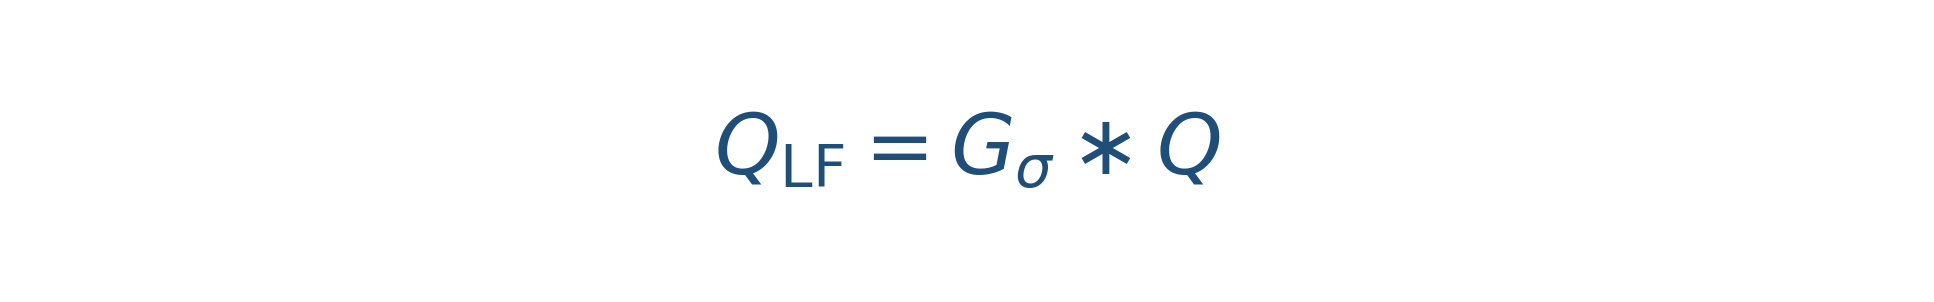 Q_LF = G_σ ∗ Q